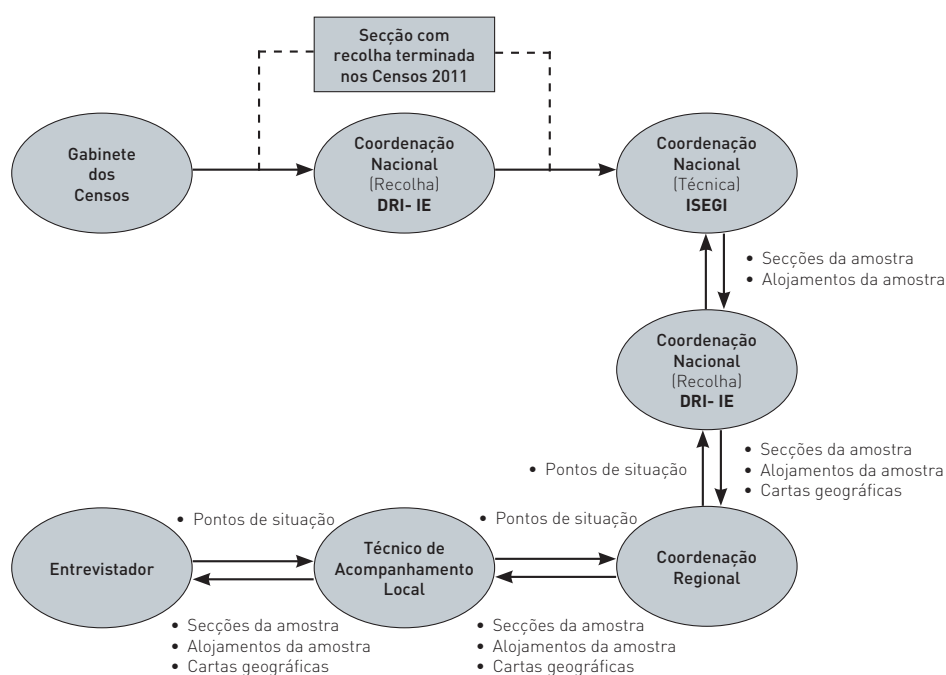 Secção com
recolha terminada
nos Censos 2011
Gabinete
dos
Censos
Coordenação
Nacional
(Recolha)
DRI- IE
Coordenação
Nacional
(Técnica)
ISEGI
• Secções da amostra
• Alojamentos da amostra
Coordenação
Nacional
(Recolha)
DRI- IE
• Pontos de situação
• Secções da amostra
• Alojamentos da amostra
• Cartas geográficas
Entrevistador
• Pontos de situação
• Secções da amostra
• Alojamentos da amostra
• Cartas geográficas
Técnico de
Acompanhamento
Local
• Pontos de situação
• Secções da amostra
• Alojamentos da amostra
• Cartas geográficas
Coordenação
Regional